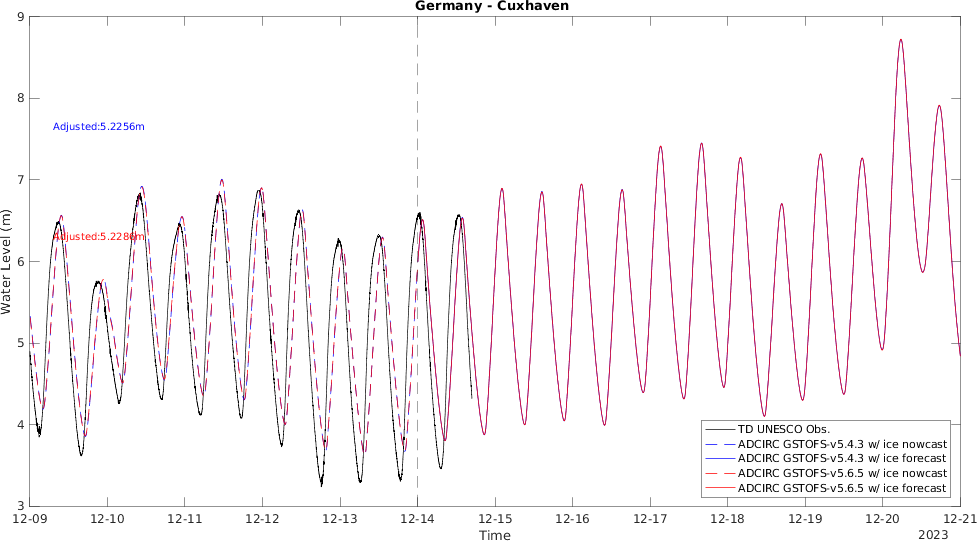 Germany - Cuxhaven
9
8
7
6
5
4
3
Water Level (m)
Adjusted:5.2256m
Adjusted:5.2286m
TD UNESCO Obs.
ADCIRC GSTOFS-v5.4.3 w/ ice nowcast
ADCIRC GSTOFS-v5.4.3 w/ ice forecast
ADCIRC GSTOFS-v5.6.5 w/ ice nowcast
ADCIRC GSTOFS-v5.6.5 w/ ice forecast
12-09 12-10 12-11 12-12 12-13 12-14 12-15 12-16 12-17 12-18 12-19 12-20 12-21
Time
2023